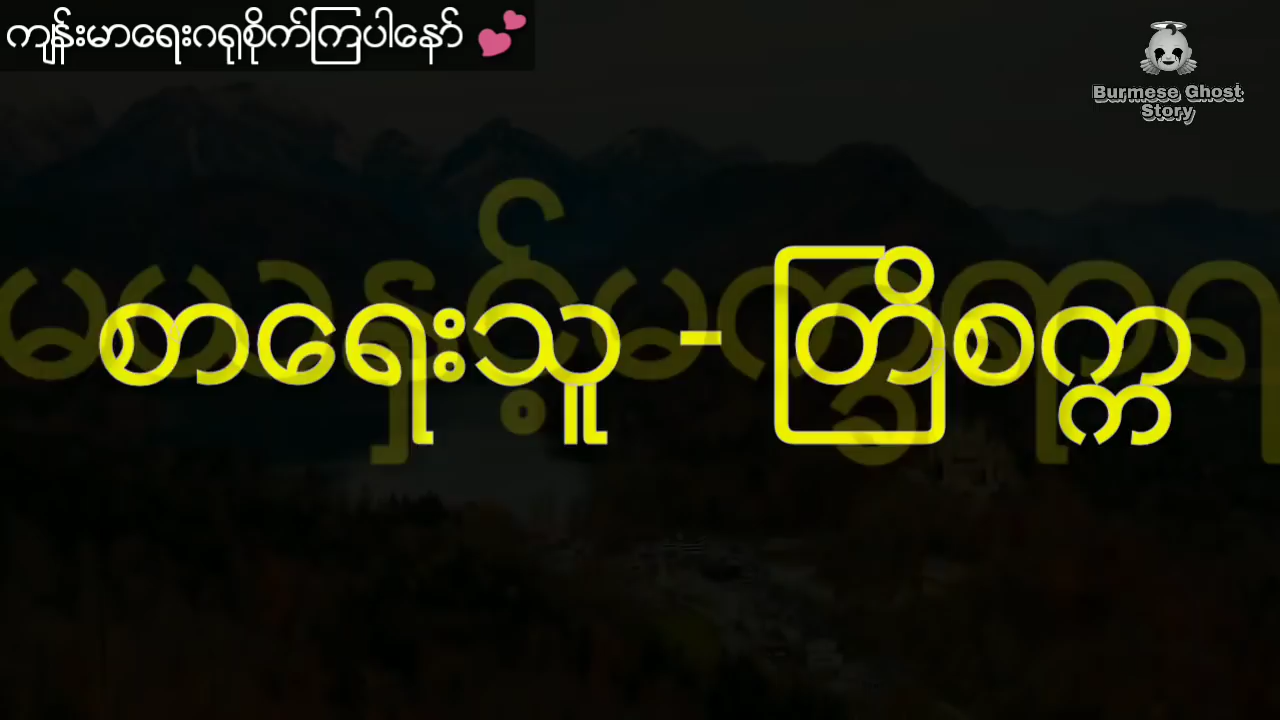 ကျန်းမာရေးဂရုစိုက်ကြပါနော် 💕
Burmese Ghost
Story
စာရေးသူ - တြိစက္က